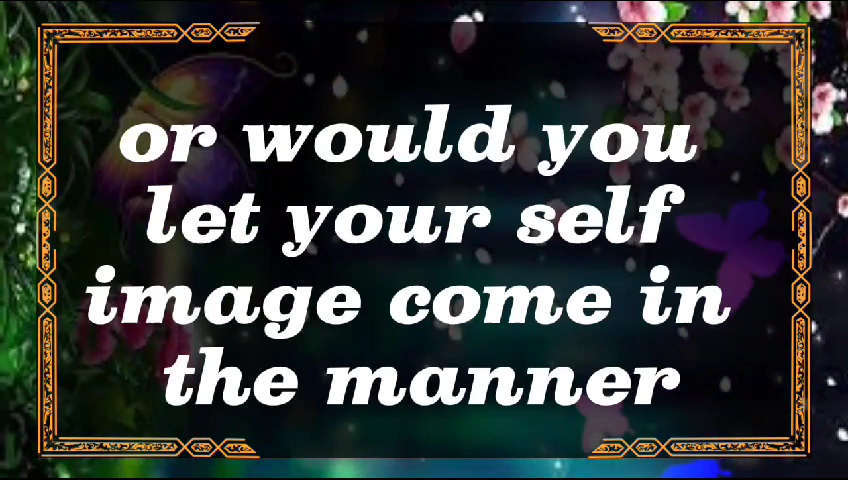 or would you
let your self
image come in
the manner